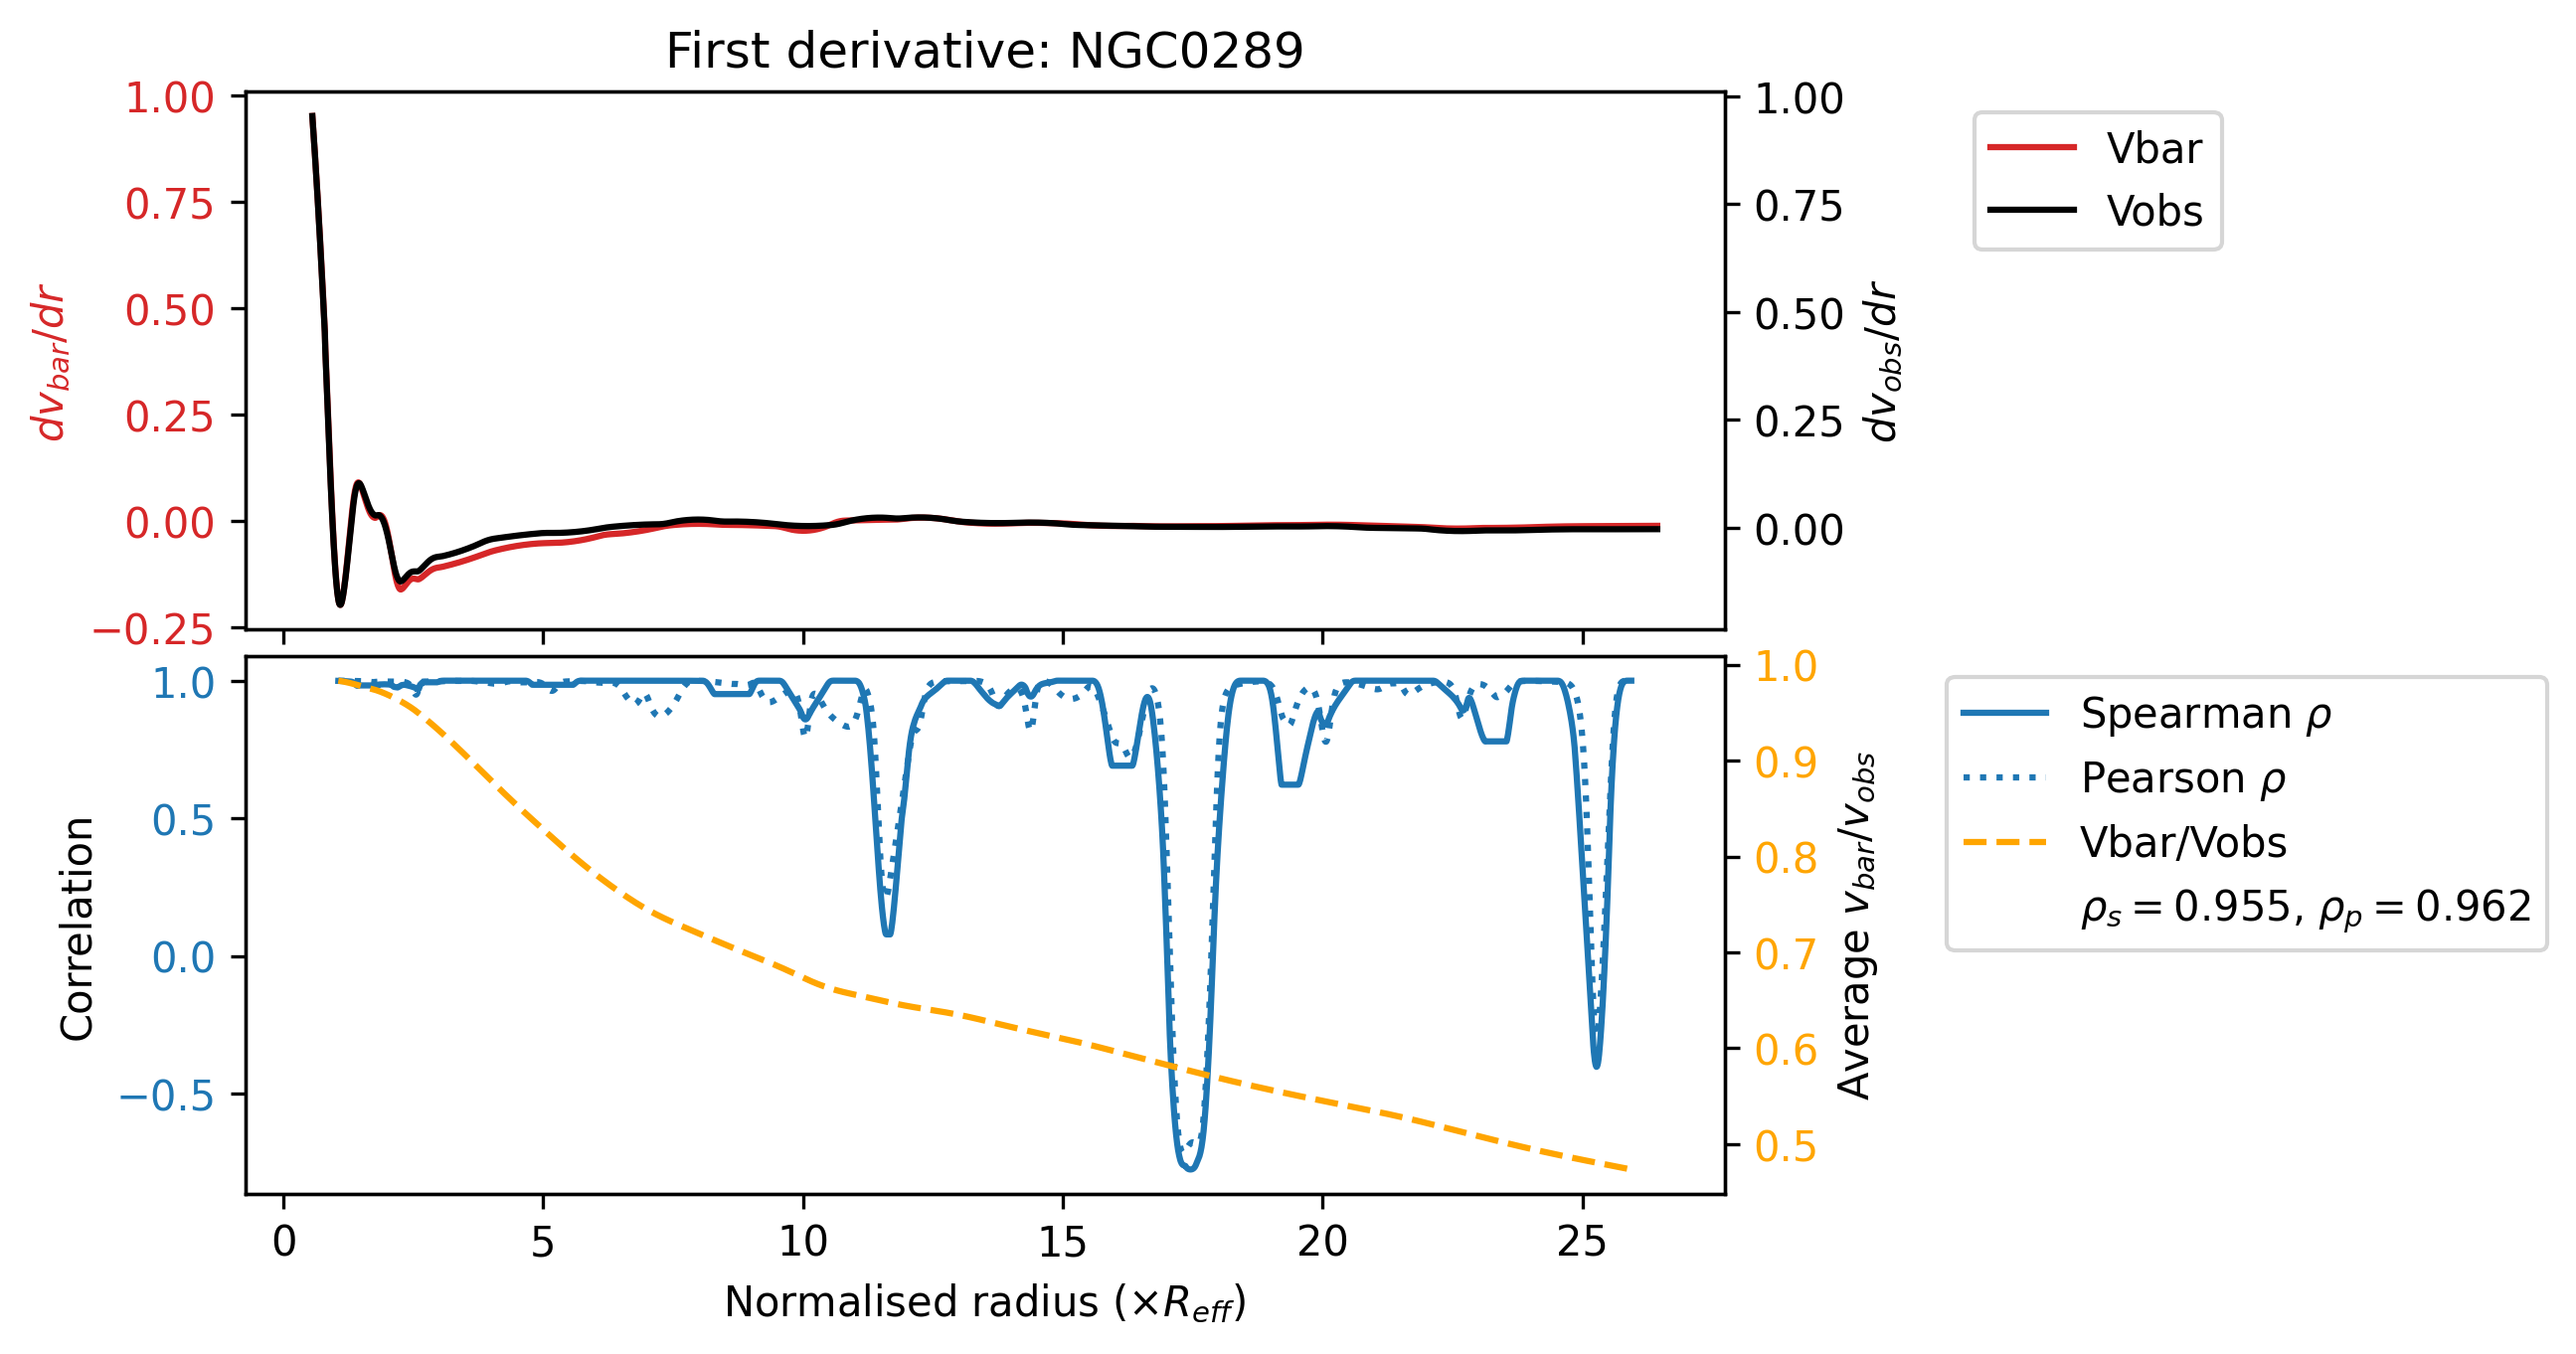 First derivative: NGC0289
1.00
0.75
0.50
0.25
0.00
−0.25
dv_bar/dr
1.00
0.75
0.50
0.25
0.00
dv_obs/dr
Vbar
Vobs
1.0
0.5
0.0
−0.5
Correlation
1.0
0.9
0.8
0.7
0.6
0.5
Average v_bar/v_obs
Spearman ρ
Pearson ρ
Vbar/Vobs
ρ_s = 0.955, ρ_p = 0.962
0 5 10 15 20 25
Normalised radius (×R_eff)